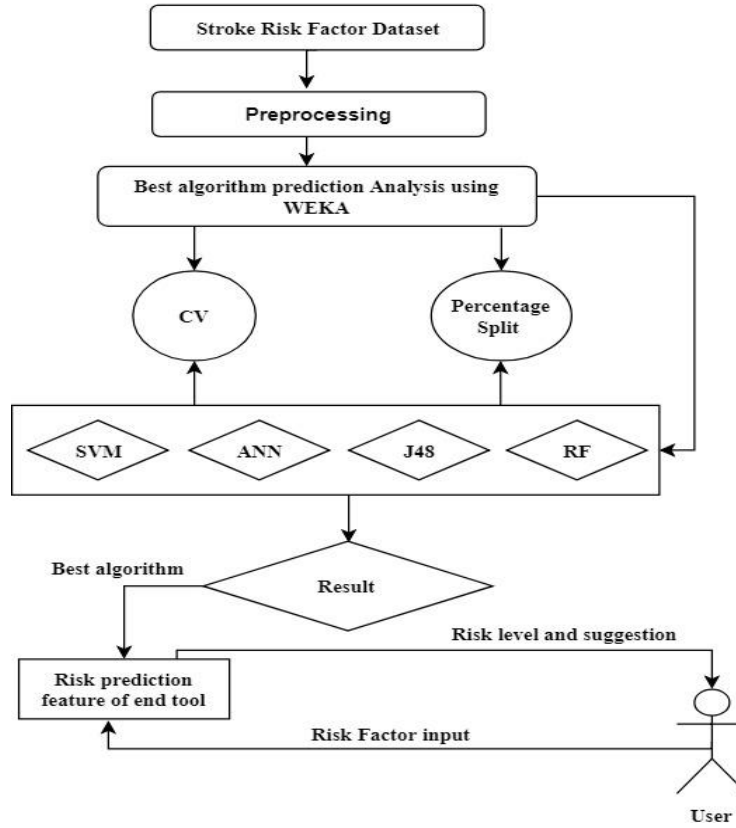 Stroke Risk Factor Dataset
Preprocessing
Best algorithm prediction Analysis using
WEKA
CV
Percentage
Split
SVM
ANN
J48
RF
Result
Best algorithm
Risk level and suggestion
Risk prediction
feature of end tool
Risk Factor input
User